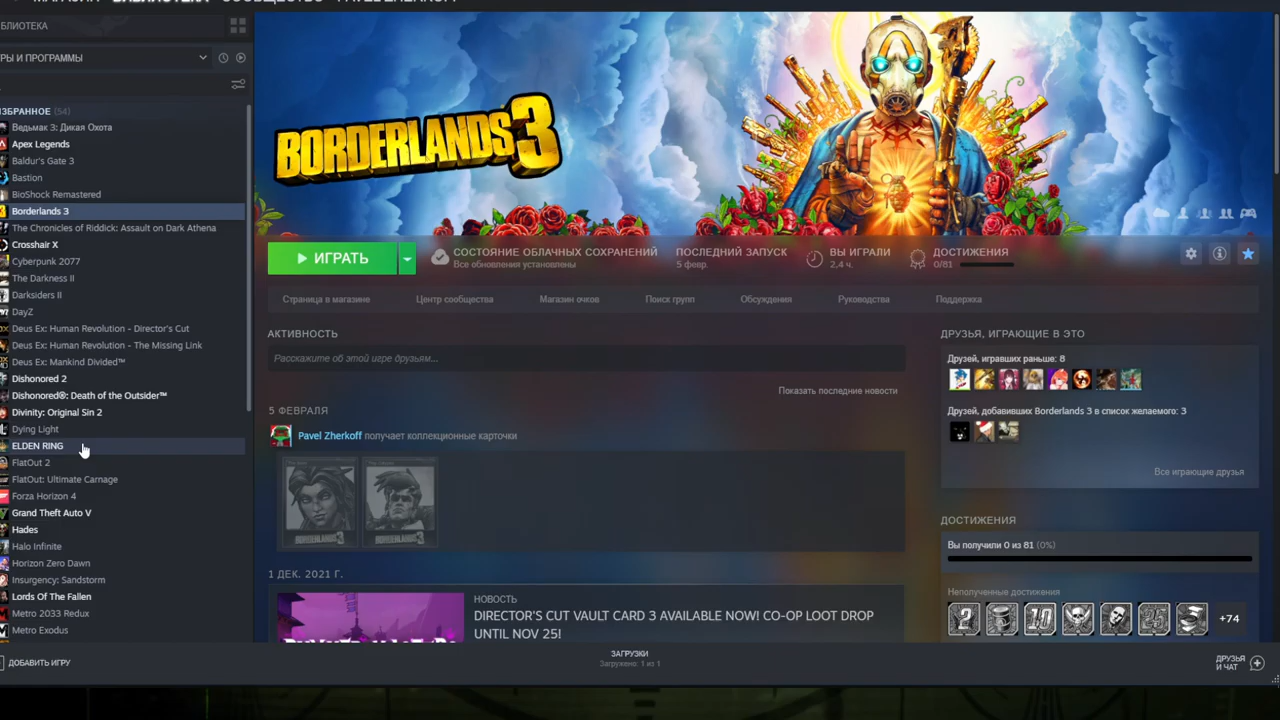 БЛИОТЕКА
РЫ И ПРОГРАММЫ
ИЗБРАННОЕ (54)
Ведьмак 3: Дикая Охота
Apex Legends
Baldur's Gate 3
Bastion
BioShock Remastered
Borderlands 3
The Chronicles of Riddick: Assault on Dark Athena
Crosshair X
Cyberpunk 2077
The Darkness II
Darksiders II
DayZ
Deus Ex: Human Revolution - Director's Cut
Deus Ex: Human Revolution - The Missing Link
Deus Ex: Mankind Divided™
Dishonored 2
Dishonored®: Death of the Outsider™
Divinity: Original Sin 2
Dying Light
ELDEN RING
FlatOut 2
FlatOut: Ultimate Carnage
Forza Horizon 4
Grand Theft Auto V
Hades
Halo Infinite
Horizon Zero Dawn
Insurgency: Sandstorm
Lords Of The Fallen
Metro 2033 Redux
Metro Exodus
ДОБАВИТЬ ИГРУ
BORDERLANDS 3
ИГРАТЬ
СОСТОЯНИЕ ОБЛАЧНЫХ СОХРАНЕНИЙ
Все обновления установлены
ПОСЛЕДНИЙ ЗАПУСК
5 февр.
ВЫ ИГРАЛИ
2,4 ч.
ДОСТИЖЕНИЯ
0/81
Страница в магазине
Центр сообщества
Магазин очков
Поиск групп
Обсуждения
Руководства
Поддержка
АКТИВНОСТЬ
Расскажите об этой игре друзьям...
Показать последние новости
5 ФЕВРАЛЯ
Pavel Zherkoff получает коллекционные карточки
BORDERLANDS 3
BORDERLANDS 3
1 ДЕК. 2021 Г.
НОВОСТЬ
DIRECTOR'S CUT VAULT CARD 3 AVAILABLE NOW! CO-OP LOOT DROP
UNTIL NOV 25!
ДРУЗЬЯ, ИГРАЮЩИЕ В ЭТО
Друзей, игравших раньше: 8
Друзей, добавивших Borderlands 3 в список желаемого: 3
Все играющие друзья
ДОСТИЖЕНИЯ
Вы получили 0 из 81 (0%)
Неполученные достижения
+74
ЗАГРУЗКИ
Загружено: 1 из 1
ДРУЗЬЯ
И ЧАТ